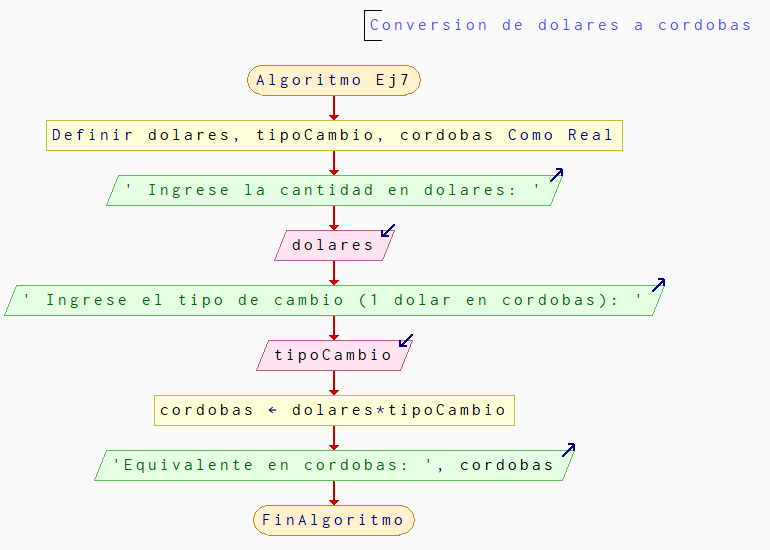 Conversion de dolares a cordobas
Algoritmo Ej7
Definir dolares, tipoCambio, cordobas Como Real
' Ingrese la cantidad en dolares: '
dolares
' Ingrese el tipo de cambio (1 dolar en cordobas): '
tipoCambio
cordobas ← dolares*tipoCambio
'Equivalente en cordobas: ', cordobas
FinAlgoritmo